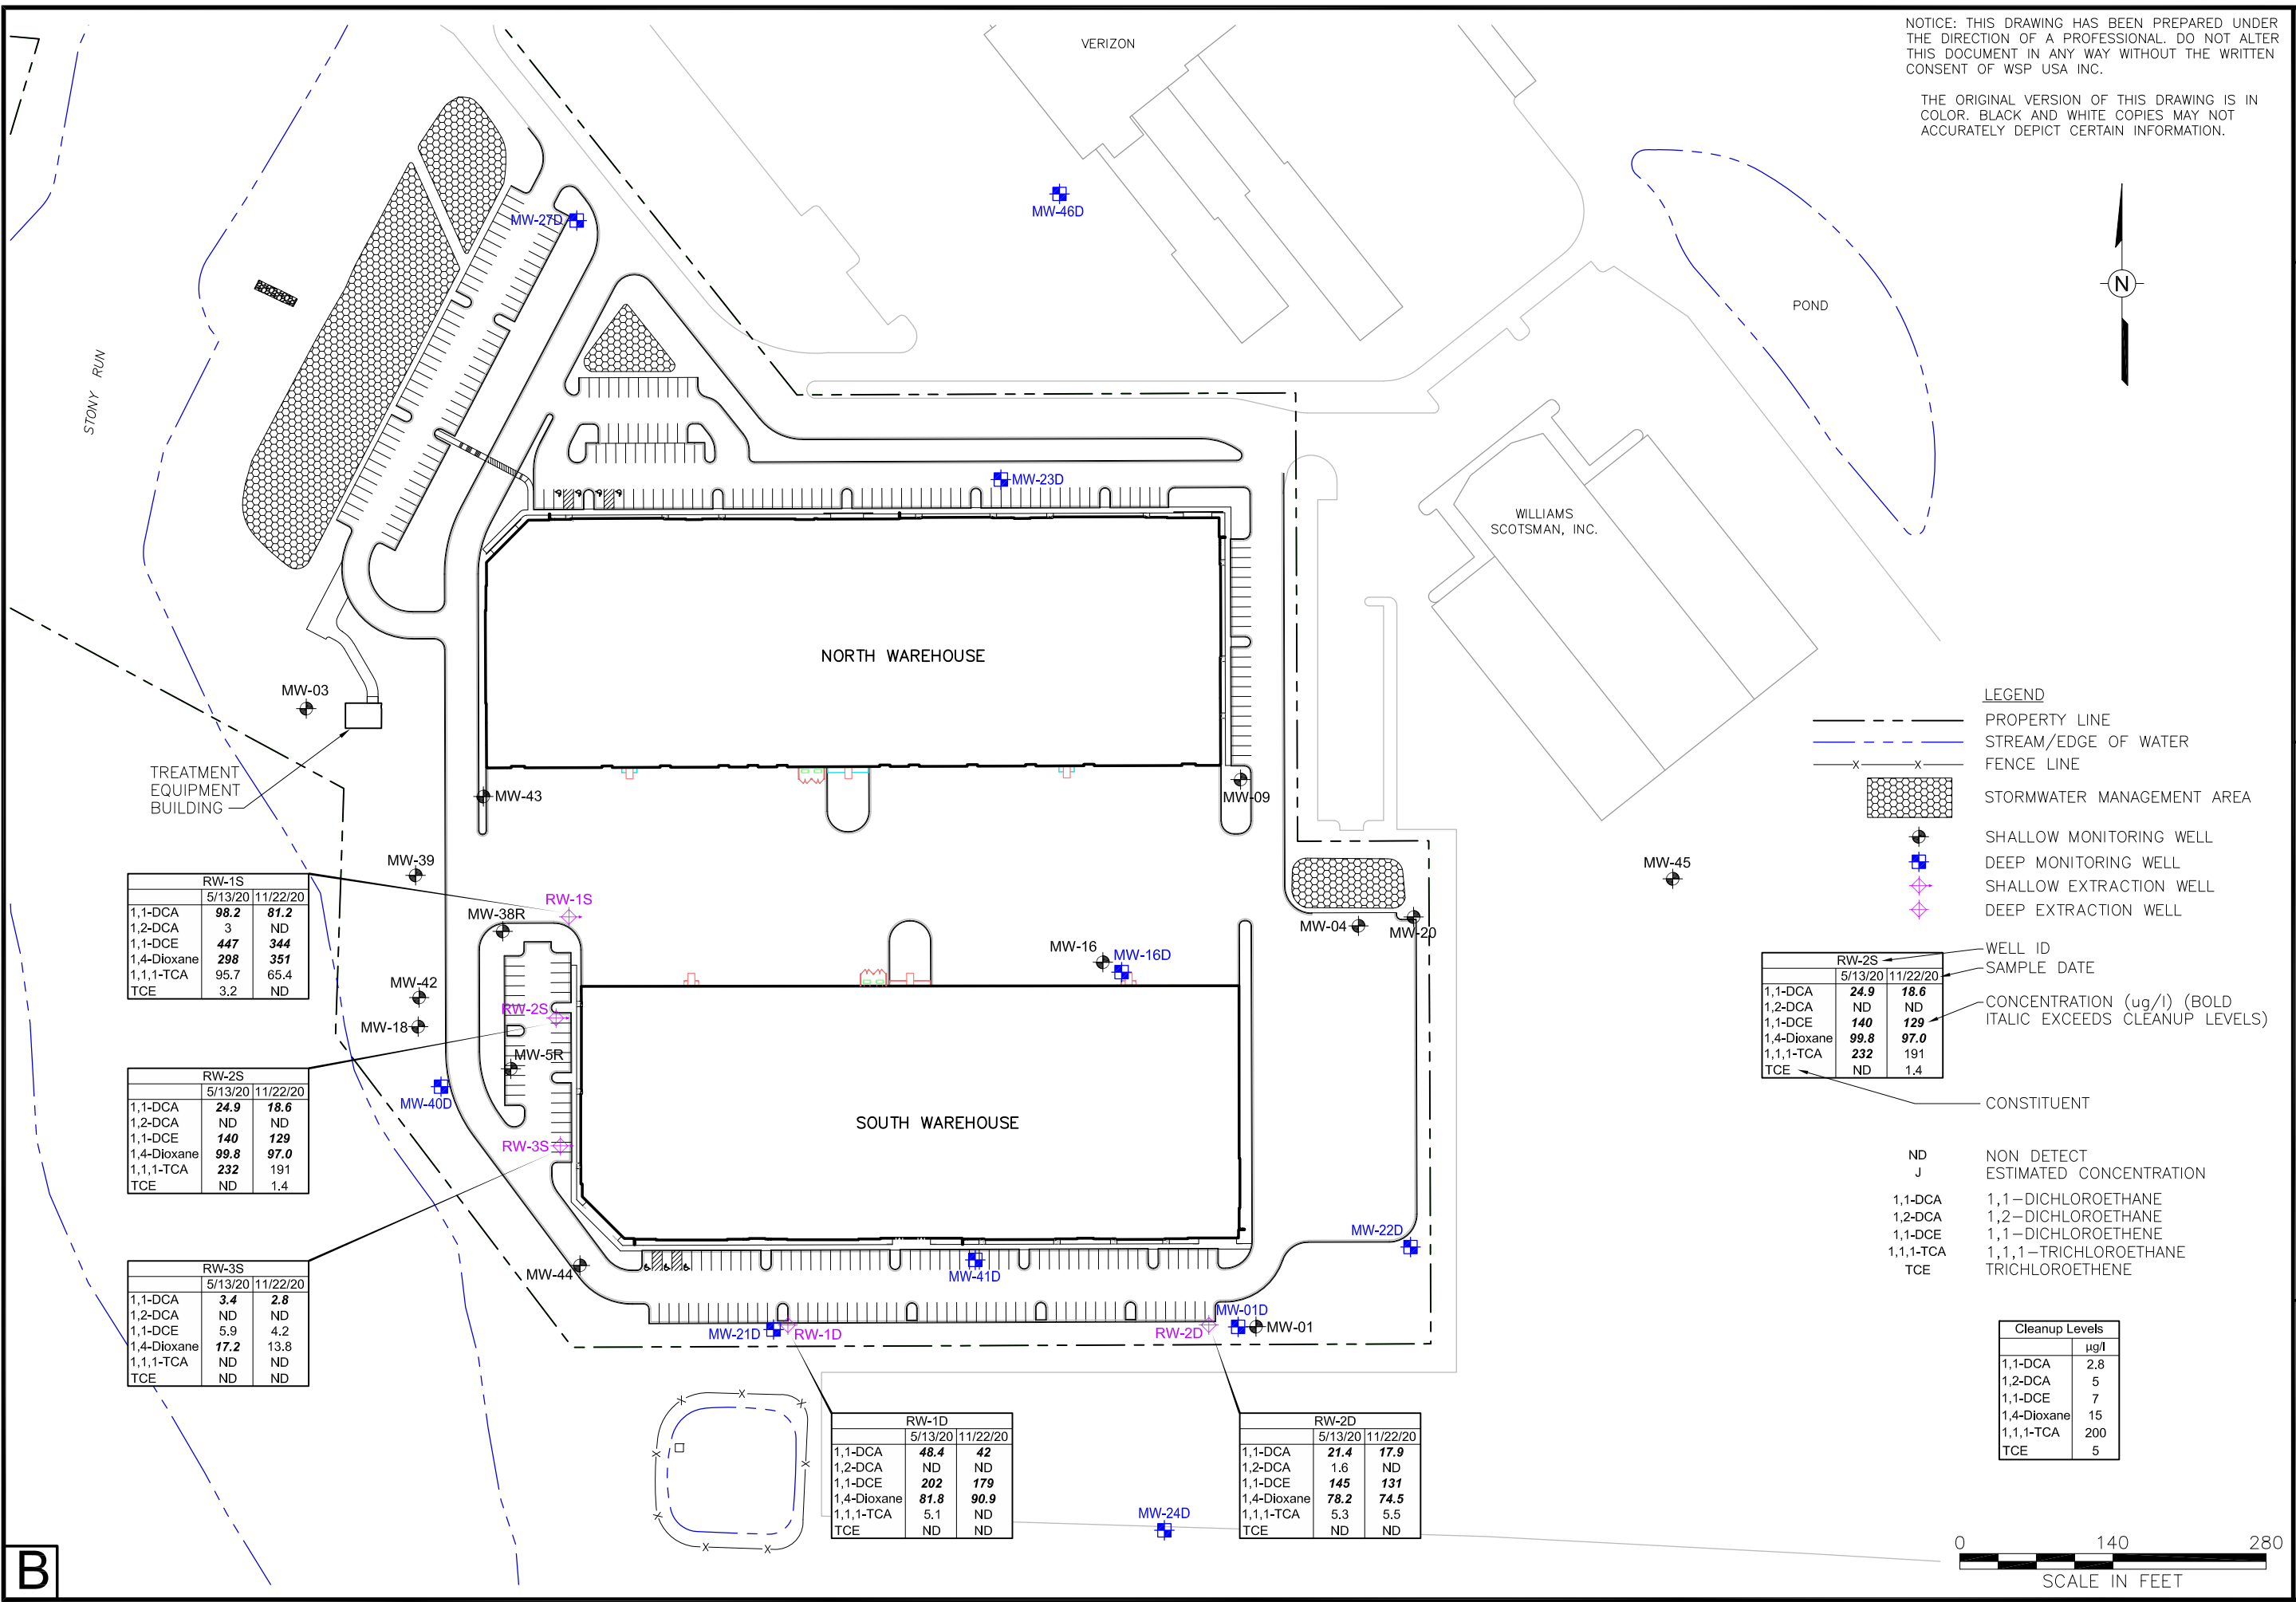 NOTICE: THIS DRAWING HAS BEEN PREPARED UNDER
THE DIRECTION OF A PROFESSIONAL. DO NOT ALTER
THIS DOCUMENT IN ANY WAY WITHOUT THE WRITTEN
CONSENT OF WSP USA INC.
THE ORIGINAL VERSION OF THIS DRAWING IS IN
COLOR. BLACK AND WHITE COPIES MAY NOT
ACCURATELY DEPICT CERTAIN INFORMATION.
VERIZON
MW-46D
MW-27D
N
POND
STONY RUN
MW-23D
WILLIAMS
SCOTSMAN, INC.
NORTH WAREHOUSE
MW-03
TREATMENT
EQUIPMENT
BUILDING
MW-43
MW-09
MW-39
MW-45
RW-1S
MW-38R
MW-04
MW-20
MW-16
MW-16D
MW-42
RW-2S
MW-18
MW-5R
MW-40D
RW-3S
SOUTH WAREHOUSE
MW-22D
MW-44
MW-41D
MW-01D
MW-21D
RW-1D
RW-2D
MW-01
MW-24D
RW-1S
5/13/20 11/22/20
1,1-DCA 98.2 81.2
1,2-DCA 3 ND
1,1-DCE 447 344
1,4-Dioxane 298 351
1,1,1-TCA 95.7 65.4
TCE 3.2 ND
RW-2S
5/13/20 11/22/20
1,1-DCA 24.9 18.6
1,2-DCA ND ND
1,1-DCE 140 129
1,4-Dioxane 99.8 97.0
1,1,1-TCA 232 191
TCE ND 1.4
RW-3S
5/13/20 11/22/20
1,1-DCA 3.4 2.8
1,2-DCA ND ND
1,1-DCE 5.9 4.2
1,4-Dioxane 17.2 13.8
1,1,1-TCA ND ND
TCE ND ND
RW-1D
5/13/20 11/22/20
1,1-DCA 48.4 42
1,2-DCA ND ND
1,1-DCE 202 179
1,4-Dioxane 81.8 90.9
1,1,1-TCA 5.1 ND
TCE ND ND
RW-2D
5/13/20 11/22/20
1,1-DCA 21.4 17.9
1,2-DCA 1.6 ND
1,1-DCE 145 131
1,4-Dioxane 78.2 74.5
1,1,1-TCA 5.3 5.5
TCE ND ND
LEGEND
PROPERTY LINE
STREAM/EDGE OF WATER
X X FENCE LINE
STORMWATER MANAGEMENT AREA
SHALLOW MONITORING WELL
DEEP MONITORING WELL
SHALLOW EXTRACTION WELL
DEEP EXTRACTION WELL
RW-2S
5/13/20 11/22/20
1,1-DCA 24.9 18.6
1,2-DCA ND ND
1,1-DCE 140 129
1,4-Dioxane 99.8 97.0
1,1,1-TCA 232 191
TCE ND 1.4
WELL ID
SAMPLE DATE
CONCENTRATION (ug/l) (BOLD
ITALIC EXCEEDS CLEANUP LEVELS)
CONSTITUENT
ND NON DETECT
J ESTIMATED CONCENTRATION
1,1-DCA 1,1-DICHLOROETHANE
1,2-DCA 1,2-DICHLOROETHANE
1,1-DCE 1,1-DICHLOROETHENE
1,1,1-TCA 1,1,1-TRICHLOROETHANE
TCE TRICHLOROETHENE
Cleanup Levels
µg/l
1,1-DCA 2.8
1,2-DCA 5
1,1-DCE 7
1,4-Dioxane 15
1,1,1-TCA 200
TCE 5
X X X X X X X X
0 140 280
SCALE IN FEET
B